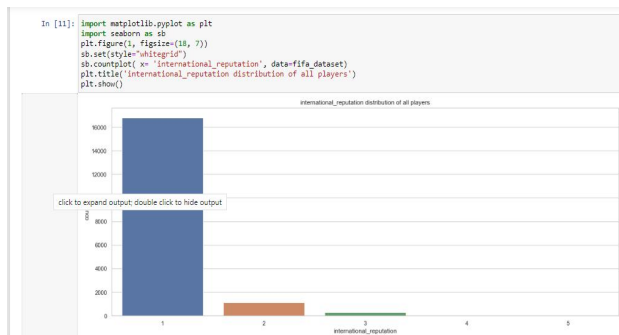 In [11]: import matplotlib.pyplot as plt
import seaborn as sb
plt.figure(1, figsize=(18, 7))
sb.set(style="whitegrid")
sb.countplot( x= 'international_reputation', data=fifa_dataset)
plt.title('international_reputation distribution of all players')
plt.show()
international_reputation distribution of all players
16000
14000
12000
click to expand output; double click to hide output
8000
6000
4000
2000
0
1 2 3 4 5
international_reputation